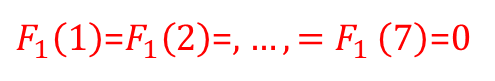 F₁(1)=F₁(2)=, …, = F₁ (7)=0